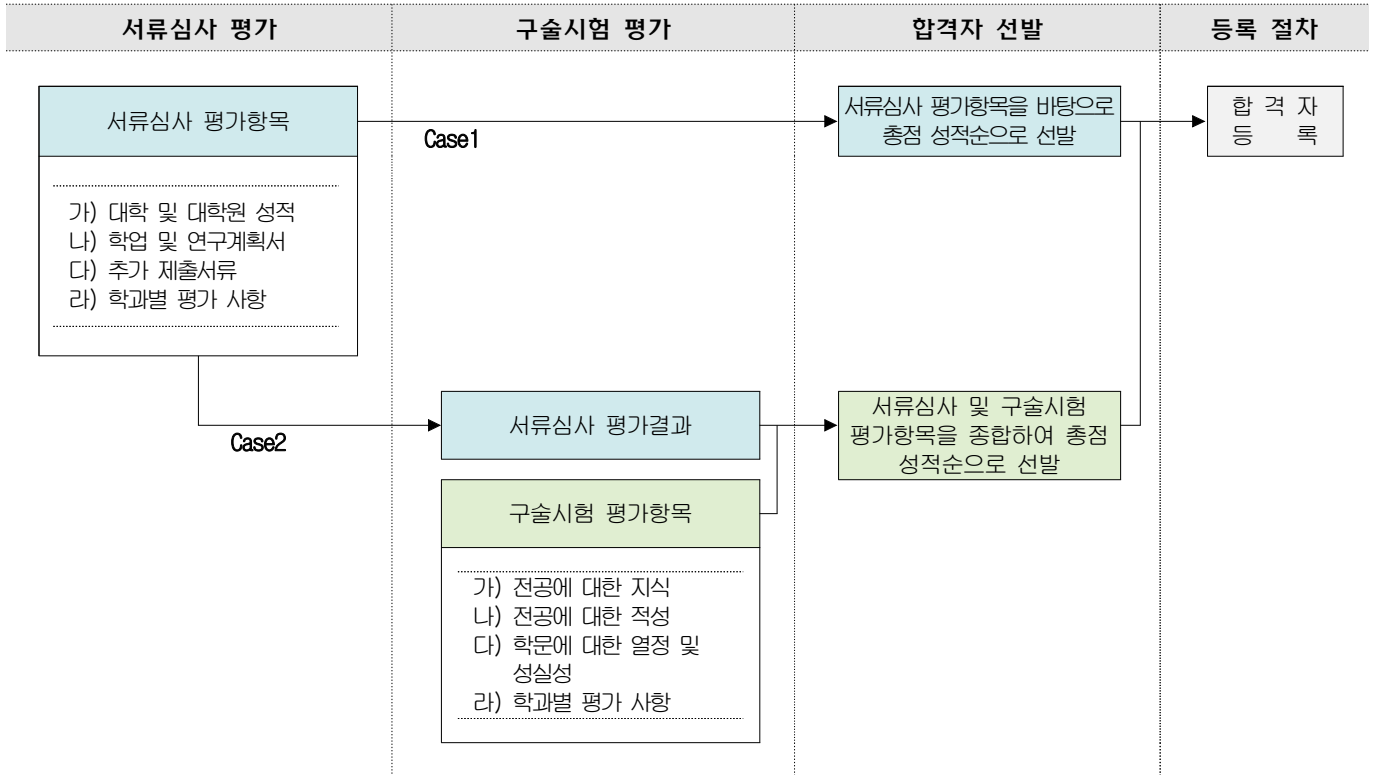 서류심사 평가
구술시험 평가
합격자 선발
등록 절차
서류심사 평가항목
가) 대학 및 대학원 성적
나) 학업 및 연구계획서
다) 추가 제출서류
라) 학과별 평가 사항
Case1
서류심사 평가항목을 바탕으로
총점 성적순으로 선발
합 격 자
등 록
Case2
서류심사 평가결과
구술시험 평가항목
가) 전공에 대한 지식
나) 전공에 대한 적성
다) 학문에 대한 열정 및
성실성
라) 학과별 평가 사항
서류심사 및 구술시험
평가항목을 종합하여 총점
성적순으로 선발